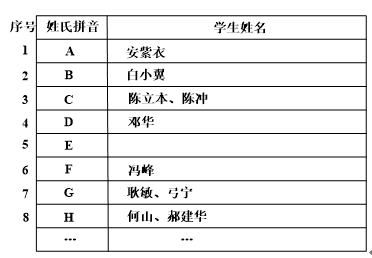 序号 姓氏拼音 学生姓名
1 A 安紫衣
2 B 白小翼
3 C 陈立本、陈冲
4 D 邓华
5 E
6 F 冯峰
7 G 耿敏、弓宁
8 H 何山、郝建华
... ...